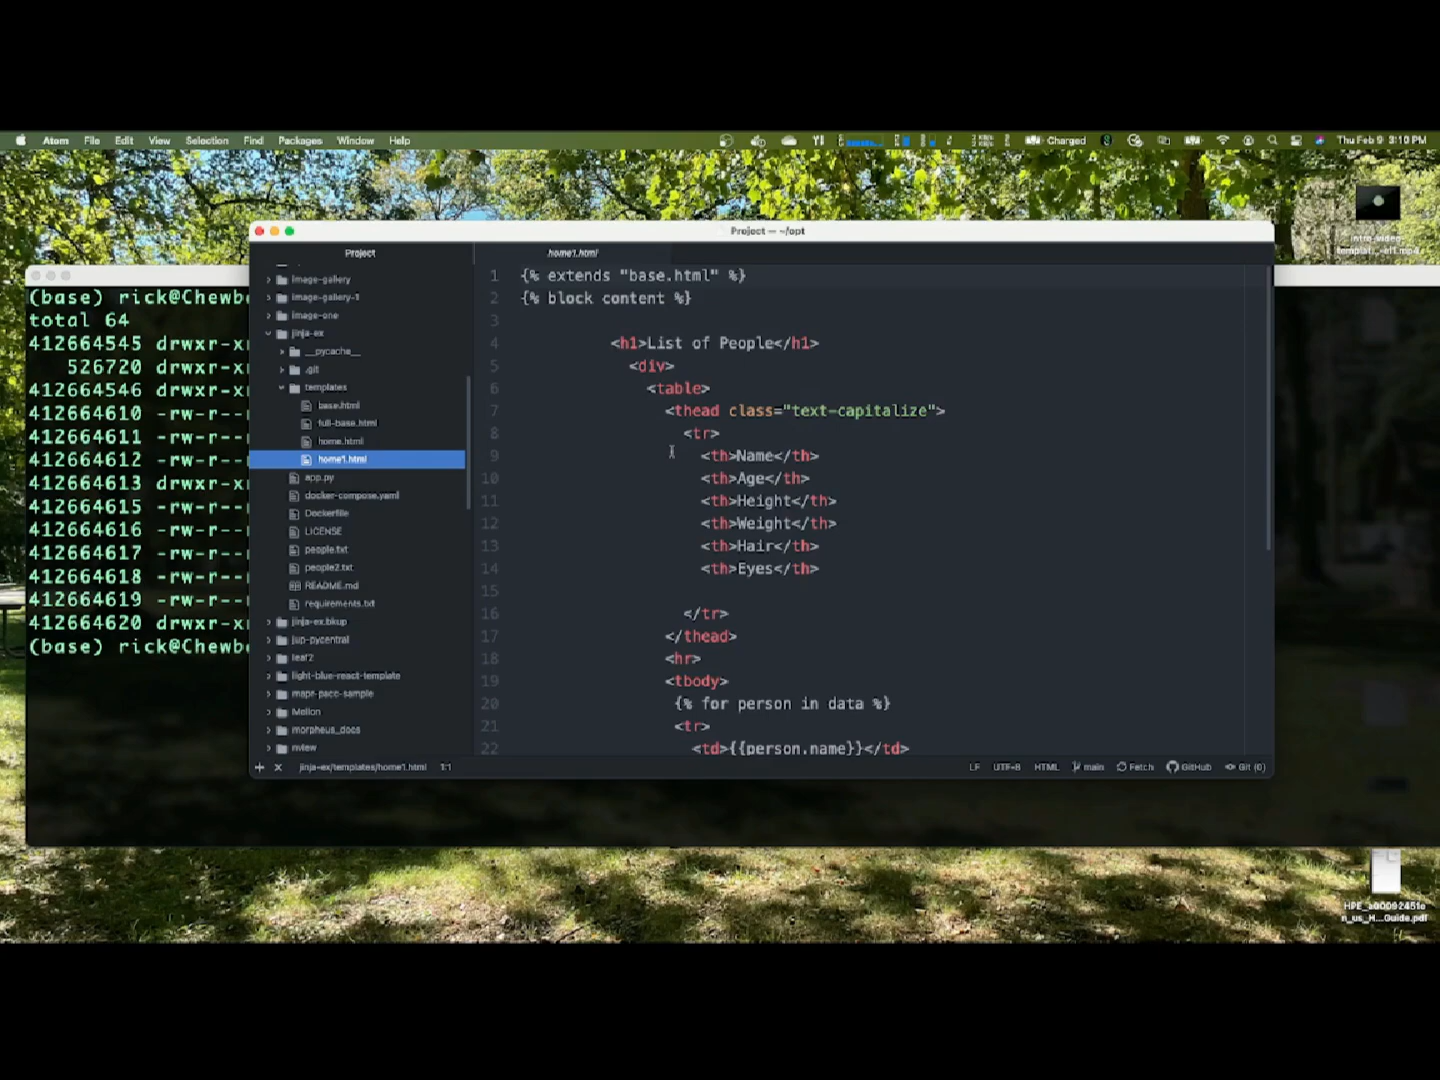 Atom File Edit View Selection Find Packages Window Help
Charged
Thu Feb 9 3:10 PM
Project — ~/opt
Project
home1.html
image-gallery
image-gallery-1
image-one
jinja-ex
__pycache__
.git
templates
base.html
full-base.html
home.html
home1.html
app.py
docker-compose.yaml
Dockerfile
LICENSE
people.txt
people2.txt
README.md
requirements.txt
jinja-ex.bkup
jup-pycentral
leaf2
light-blue-react-template
mapr-pacc-sample
Mellon
morpheus_docs
nview
1 {% extends "base.html" %}
2 {% block content %}
3
4 <h1>List of People</h1>
5 <div>
6 <table>
7 <thead class="text-capitalize">
8 <tr>
9 <th>Name</th>
10 <th>Age</th>
11 <th>Height</th>
12 <th>Weight</th>
13 <th>Hair</th>
14 <th>Eyes</th>
15
16 </tr>
17 </thead>
18 <hr>
19 <tbody>
20 {% for person in data %}
21 <tr>
22 <td>{{person.name}}</td>
jinja-ex/templates/home1.html 1:1
LF UTF-8 HTML main Fetch GitHub Git (0)
(base) rick@Chewb
total 64
412664545 drwxr-x
526720 drwxr-x
412664546 drwxr-x
412664610 -rw-r--
412664611 -rw-r--
412664612 -rw-r--
412664613 drwxr-x
412664615 -rw-r--
412664616 -rw-r--
412664617 -rw-r--
412664618 -rw-r--
412664619 -rw-r--
412664620 drwxr-x
(base) rick@Chewb
intro-video-
templat...-el1.mp4
n_us_H...Guide.pdf